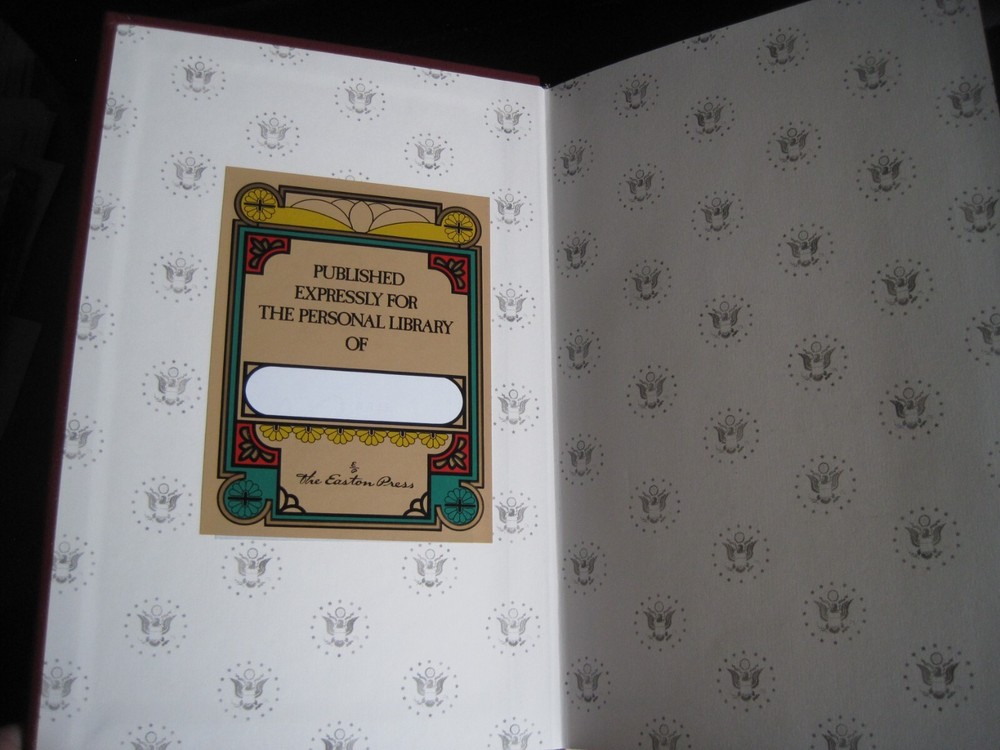 PUBLISHED
EXPRESSLY FOR
THE PERSONAL LIBRARY
OF
The Easton Press